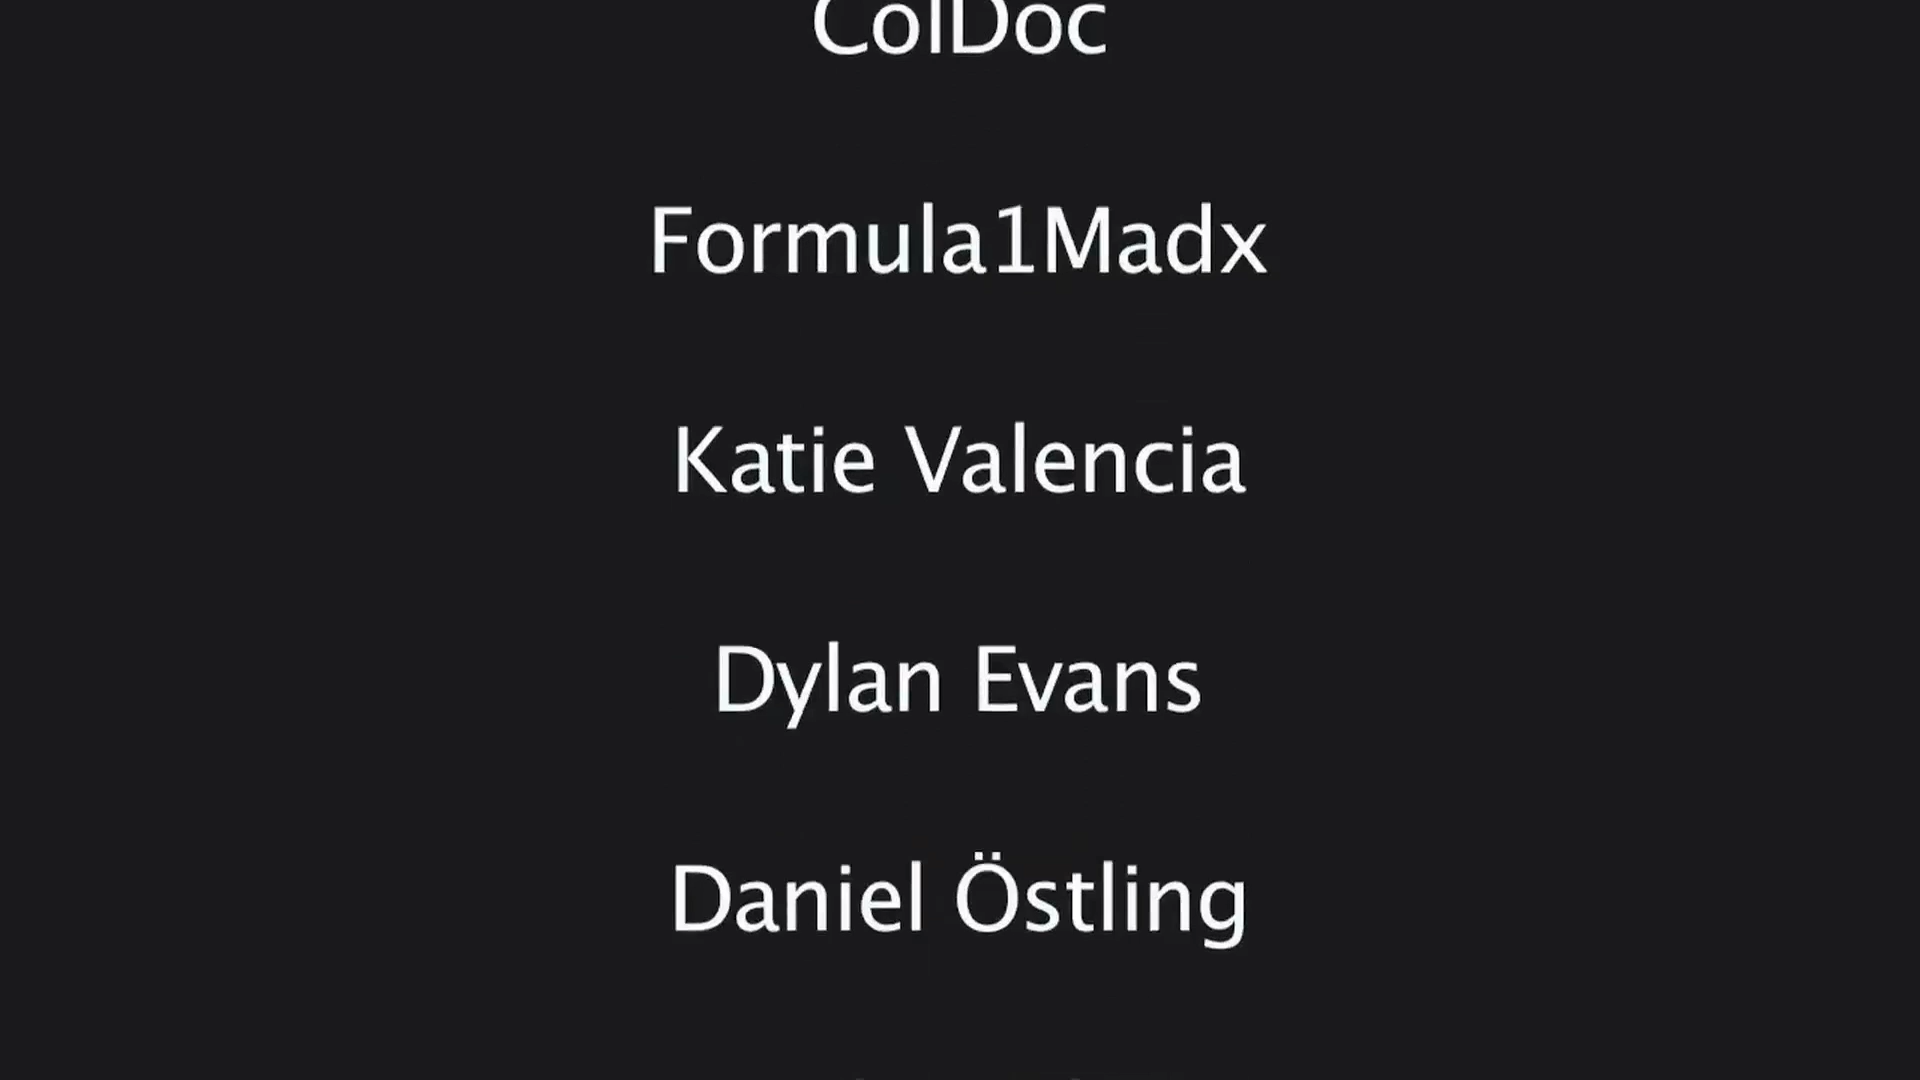 ColDoc
Formula1Madx
Katie Valencia
Dylan Evans
Daniel Östling